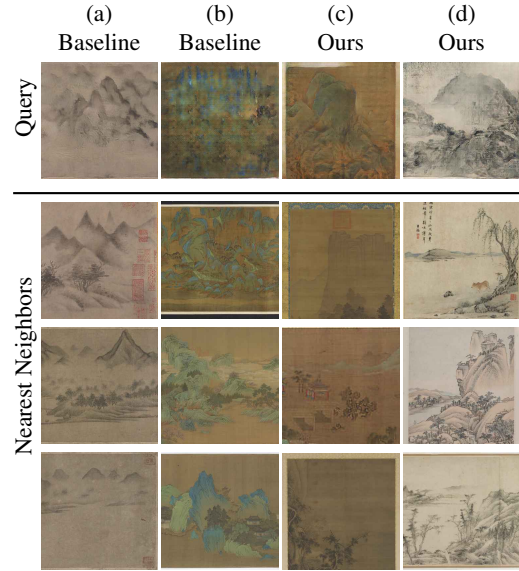 (a) (b) (c) (d)
Baseline Baseline Ours Ours
Query
Nearest Neighbors